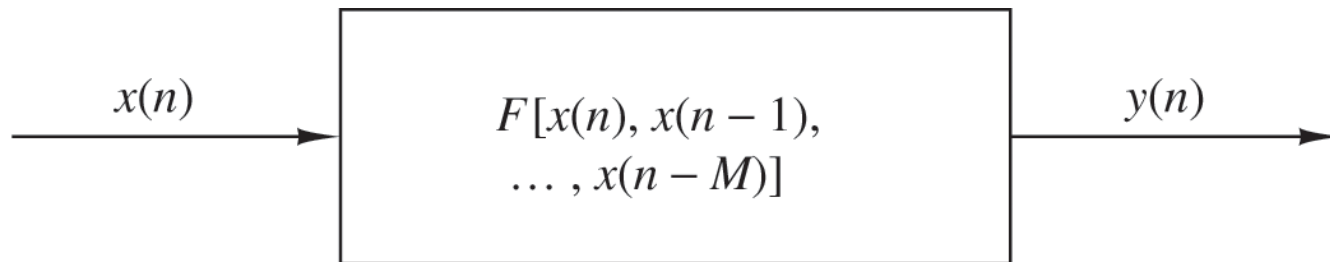 x(n)
F[x(n), x(n − 1),
… , x(n − M)]
y(n)